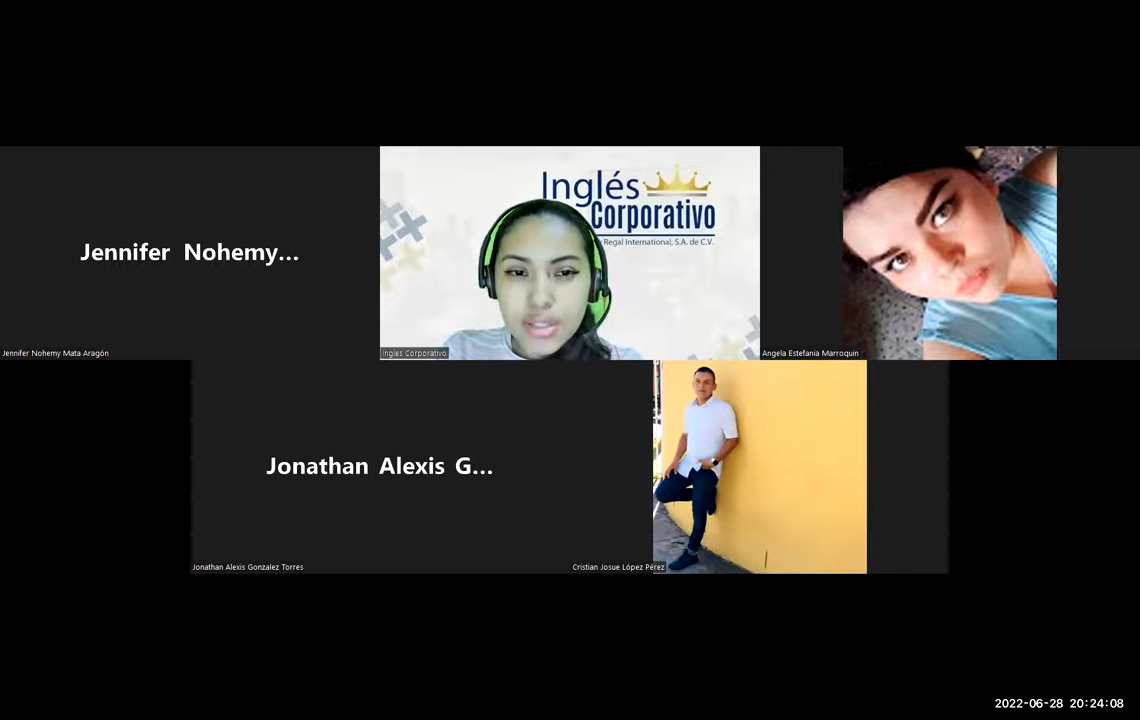 Jennifer Nohemy...
Jennifer Nohemy Mata Aragón
Inglés
Corporativo
Regal International, S.A. de C.V.
Ingles Corporativo
Angela Estefania Marroquin
Jonathan Alexis G...
Jonathan Alexis Gonzalez Torres
Cristian Josue López Pérez
2022-06-28 20:24:08